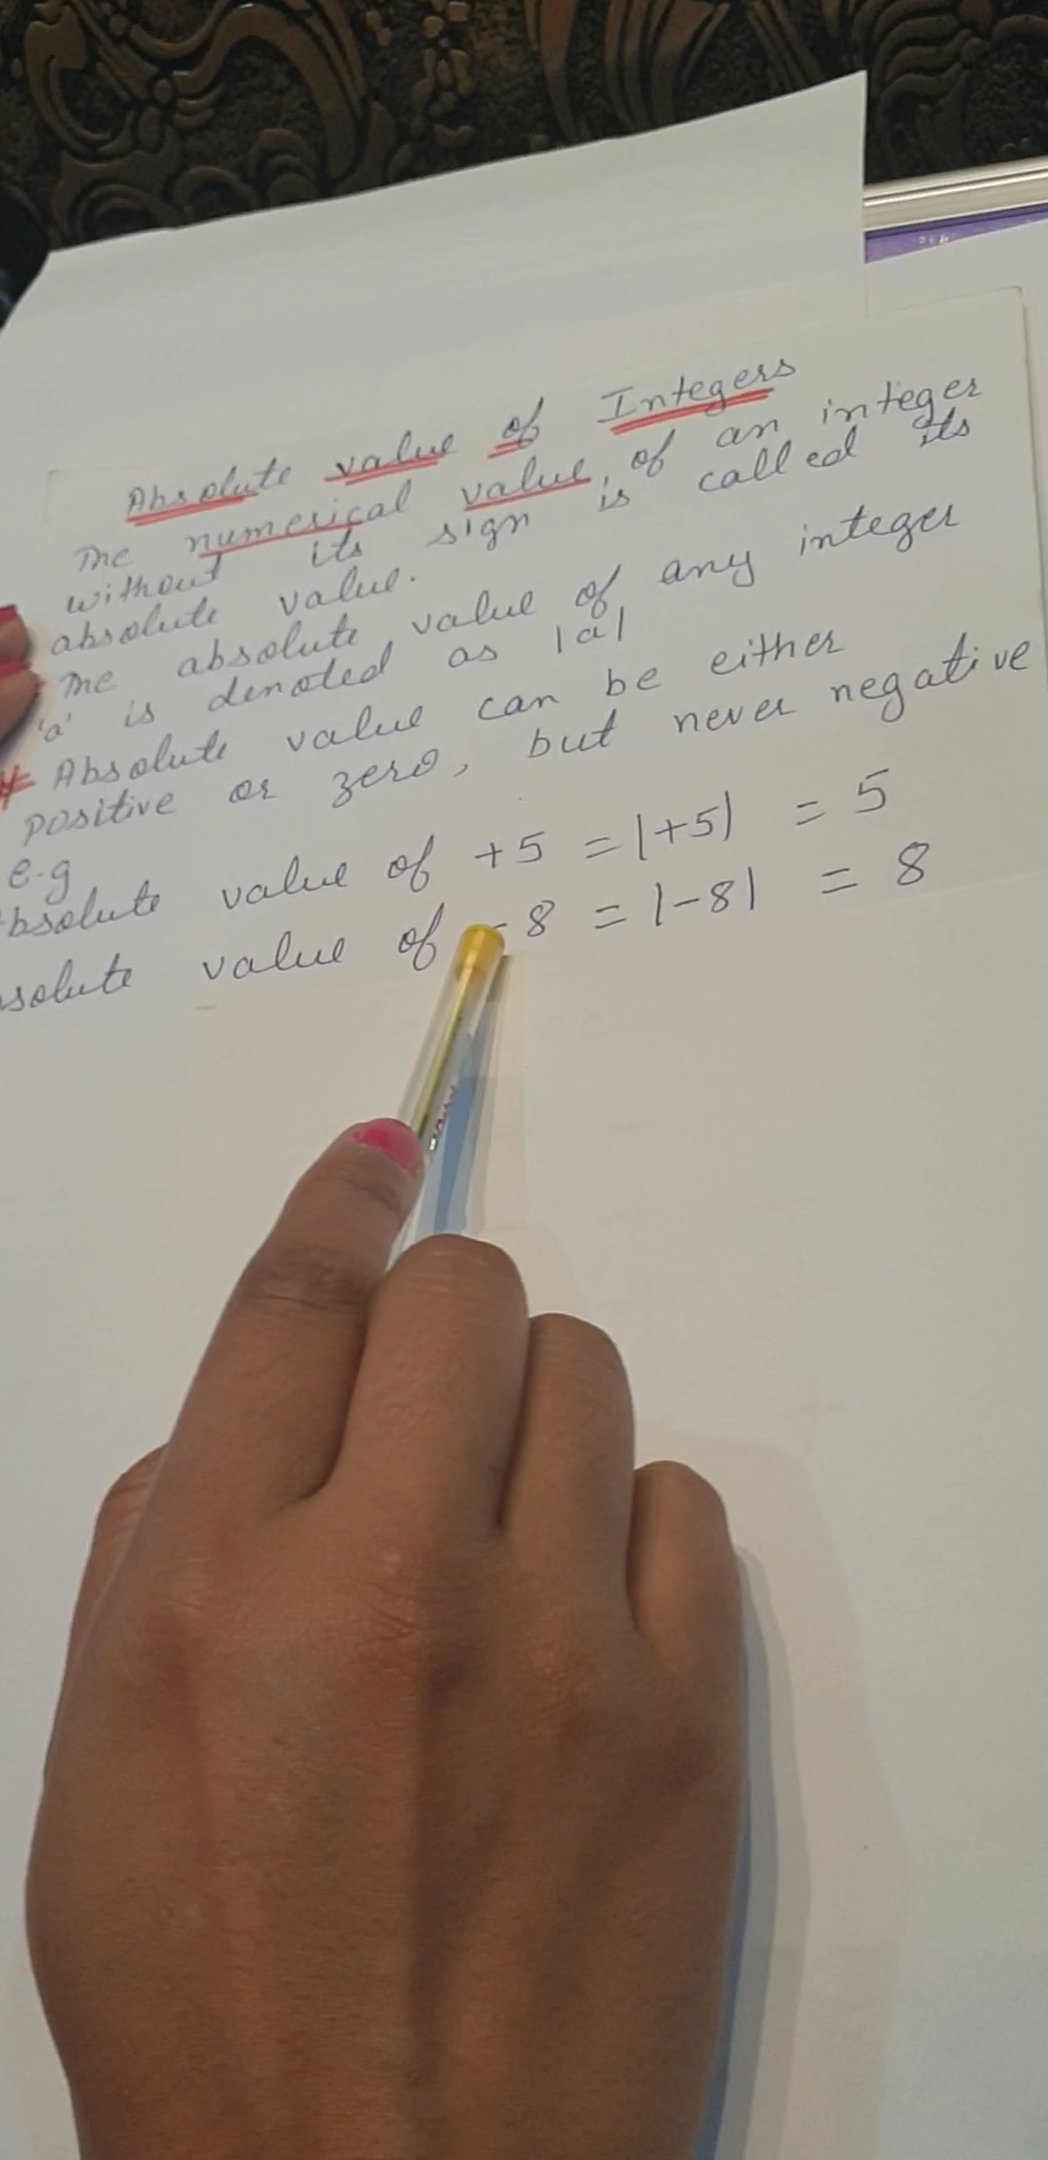 Absolute value of Integers
The numerical value of an integer
without its sign is called its
absolute value.
The absolute value of any integer
'a' is denoted as |a|
* Absolute value can be either
positive or zero, but never negative
e.g
bsolute value of +5 = |+5| = 5
solute value of -8 = |-8| = 8